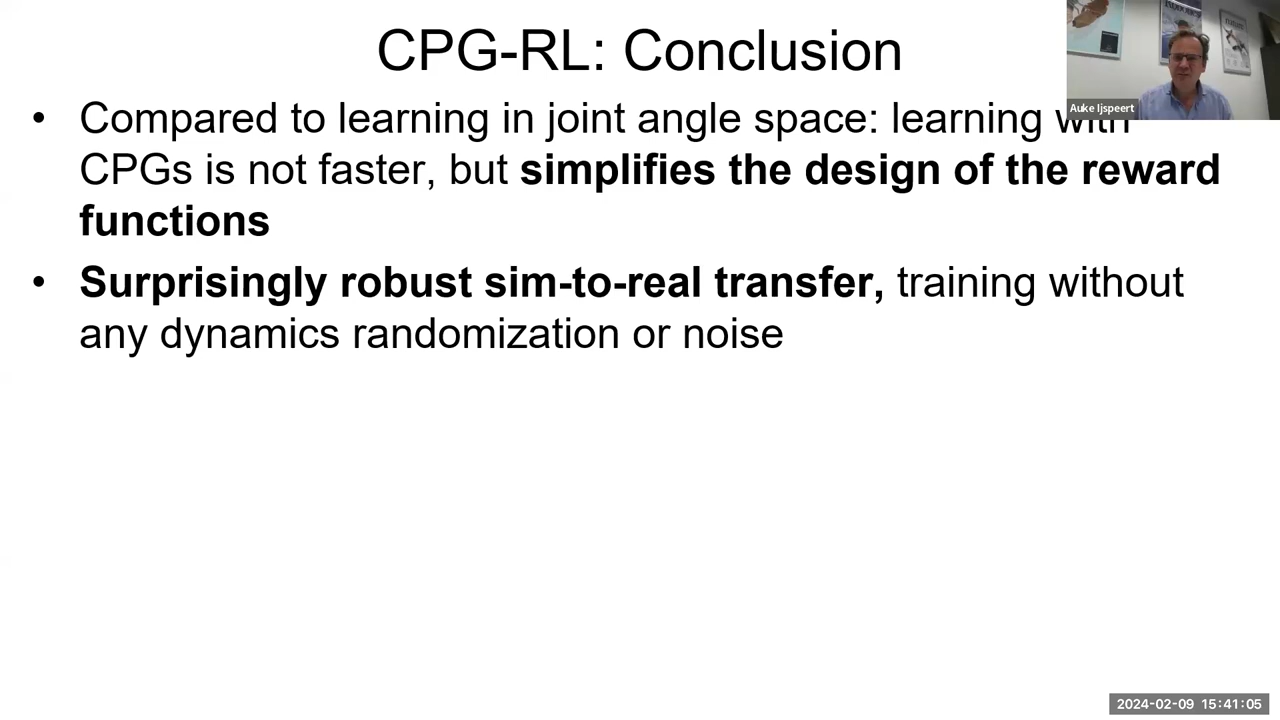 CPG-RL: Conclusion
Auke Ijspeert
• Compared to learning in joint angle space: learning with
CPGs is not faster, but simplifies the design of the reward
functions
• Surprisingly robust sim-to-real transfer, training without
any dynamics randomization or noise
2024-02-09 15:41:05